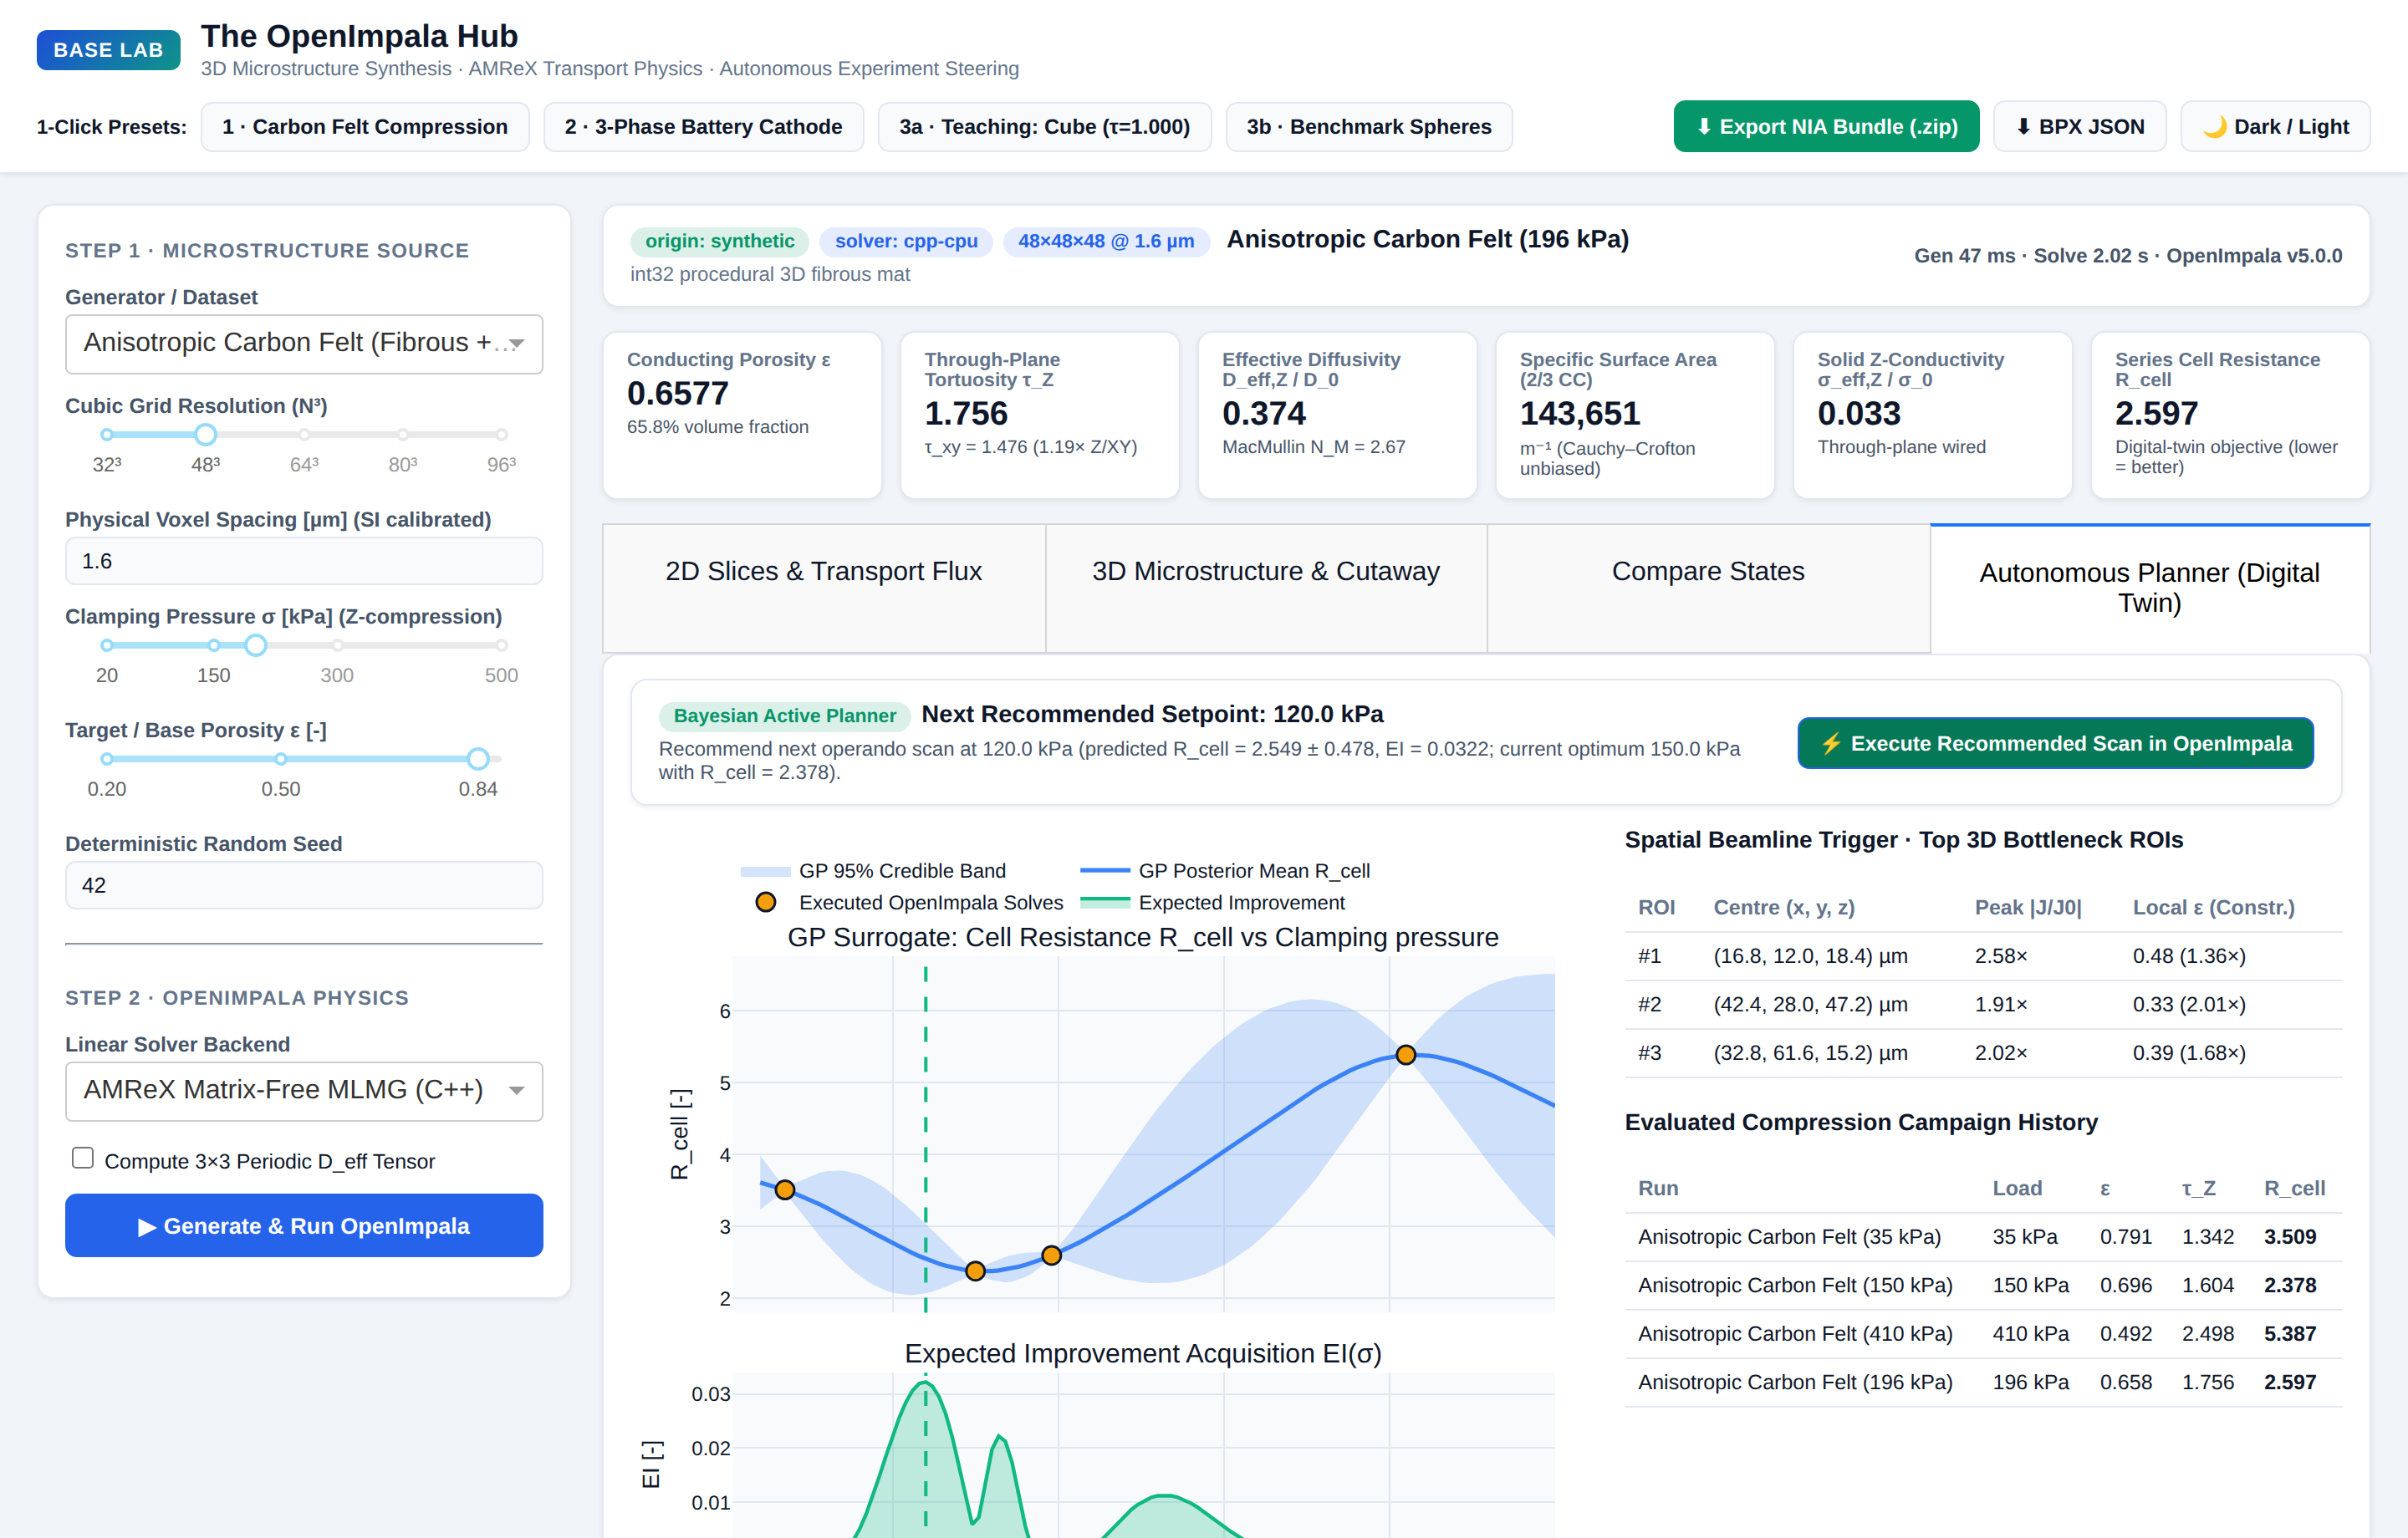 BASE LAB
The OpenImpala Hub
3D Microstructure Synthesis · AMReX Transport Physics · Autonomous Experiment Steering
1-Click Presets:
1 · Carbon Felt Compression
2 · 3-Phase Battery Cathode
3a · Teaching: Cube (τ=1.000)
3b · Benchmark Spheres
⬇ Export NIA Bundle (.zip)
⬇ BPX JSON
🌙 Dark / Light
STEP 1 · MICROSTRUCTURE SOURCE
Generator / Dataset
Anisotropic Carbon Felt (Fibrous +…
Cubic Grid Resolution (N³)
32³ 48³ 64³ 80³ 96³
Physical Voxel Spacing [µm] (SI calibrated)
1.6
Clamping Pressure σ [kPa] (Z-compression)
20 150 300 500
Target / Base Porosity ε [-]
0.20 0.50 0.84
Deterministic Random Seed
42
STEP 2 · OPENIMPALA PHYSICS
Linear Solver Backend
AMReX Matrix-Free MLMG (C++)
Compute 3×3 Periodic D_eff Tensor
▶ Generate & Run OpenImpala
origin: synthetic
solver: cpp-cpu
48×48×48 @ 1.6 µm
Anisotropic Carbon Felt (196 kPa)
int32 procedural 3D fibrous mat
Gen 47 ms · Solve 2.02 s · OpenImpala v5.0.0
Conducting Porosity ε
0.6577
65.8% volume fraction
Through-Plane
Tortuosity τ_Z
1.756
τ_xy = 1.476 (1.19× Z/XY)
Effective Diffusivity
D_eff,Z / D_0
0.374
MacMullin N_M = 2.67
Specific Surface Area
(2/3 CC)
143,651
m⁻¹ (Cauchy–Crofton
unbiased)
Solid Z-Conductivity
σ_eff,Z / σ_0
0.033
Through-plane wired
Series Cell Resistance
R_cell
2.597
Digital-twin objective (lower
= better)
2D Slices & Transport Flux
3D Microstructure & Cutaway
Compare States
Autonomous Planner (Digital
Twin)
Bayesian Active Planner
Next Recommended Setpoint: 120.0 kPa
Recommend next operando scan at 120.0 kPa (predicted R_cell = 2.549 ± 0.478, EI = 0.0322; current optimum 150.0 kPa
with R_cell = 2.378).
⚡ Execute Recommended Scan in OpenImpala
GP 95% Credible Band
GP Posterior Mean R_cell
Executed OpenImpala Solves
Expected Improvement
GP Surrogate: Cell Resistance R_cell vs Clamping pressure
R_cell [-]
6
5
4
3
2
Expected Improvement Acquisition EI(σ)
EI [-]
0.03
0.02
0.01
Spatial Beamline Trigger · Top 3D Bottleneck ROIs
ROI Centre (x, y, z) Peak |J/J0| Local ε (Constr.)
#1 (16.8, 12.0, 18.4) µm 2.58× 0.48 (1.36×)
#2 (42.4, 28.0, 47.2) µm 1.91× 0.33 (2.01×)
#3 (32.8, 61.6, 15.2) µm 2.02× 0.39 (1.68×)
Evaluated Compression Campaign History
Run Load ε τ_Z R_cell
Anisotropic Carbon Felt (35 kPa) 35 kPa 0.791 1.342 3.509
Anisotropic Carbon Felt (150 kPa) 150 kPa 0.696 1.604 2.378
Anisotropic Carbon Felt (410 kPa) 410 kPa 0.492 2.498 5.387
Anisotropic Carbon Felt (196 kPa) 196 kPa 0.658 1.756 2.597